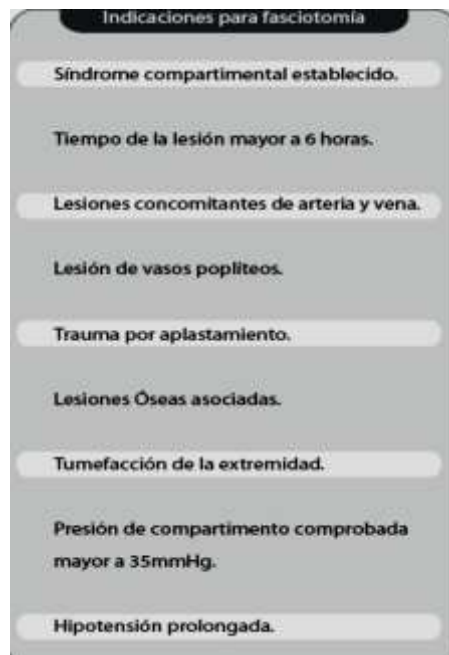 Indicaciones para fasciotomía
Síndrome compartimental establecido.
Tiempo de la lesión mayor a 6 horas.
Lesiones concomitantes de arteria y vena.
Lesión de vasos poplíteos.
Trauma por aplastamiento.
Lesiones Óseas asociadas.
Tumefacción de la extremidad.
Presión de compartimento comprobada
mayor a 35mmHg.
Hipotensión prolongada.